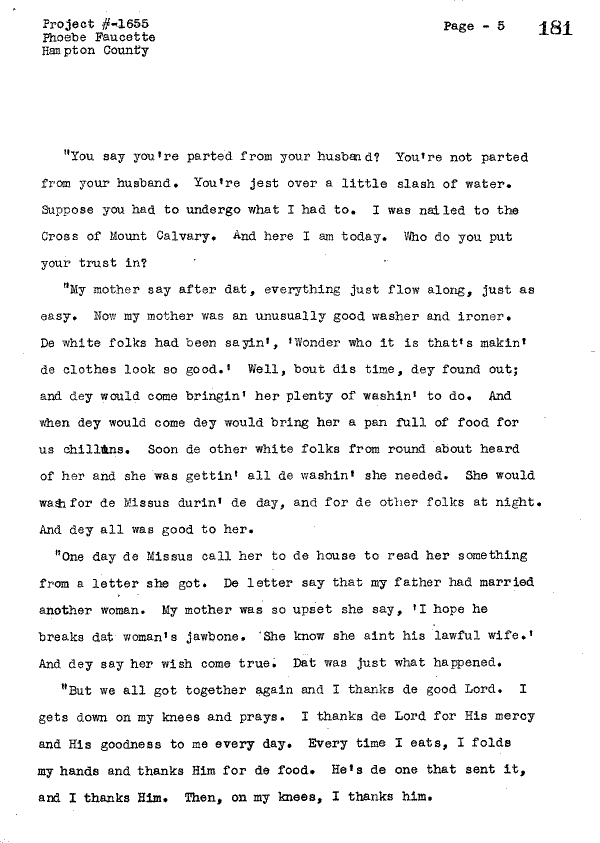 Project #-1655
Phoebe Faucette
Hampton County
Page - 5 181
"You say you're parted from your husband? You're not parted
from your husband. You're jest over a little slash of water.
Suppose you had to undergo what I had to. I was nailed to the
Cross of Mount Calvary. And here I am today. Who do you put
your trust in?
"My mother say after dat, everything just flow along, just as
easy. Now my mother was an unusually good washer and ironer.
De white folks had been sayin', 'Wonder who it is that's makin'
de clothes look so good.' Well, bout dis time, dey found out;
and dey would come bringin' her plenty of washin' to do. And
when dey would come dey would bring her a pan full of food for
us chilluns. Soon de other white folks from round about heard
of her and she was gettin' all de washin' she needed. She would
wash for de Missus durin' de day, and for de other folks at night.
And dey all was good to her.
"One day de Missus call her to de house to read her something
from a letter she got. De letter say that my father had married
another woman. My mother was so upset she say, 'I hope he
breaks dat woman's jawbone. She know she aint his lawful wife.'
And dey say her wish come true. Dat was just what happened.
"But we all got together again and I thanks de good Lord. I
gets down on my knees and prays. I thanks de Lord for His mercy
and His goodness to me every day. Every time I eats, I folds
my hands and thanks Him for de food. He's de one that sent it,
and I thanks Him. Then, on my knees, I thanks him.